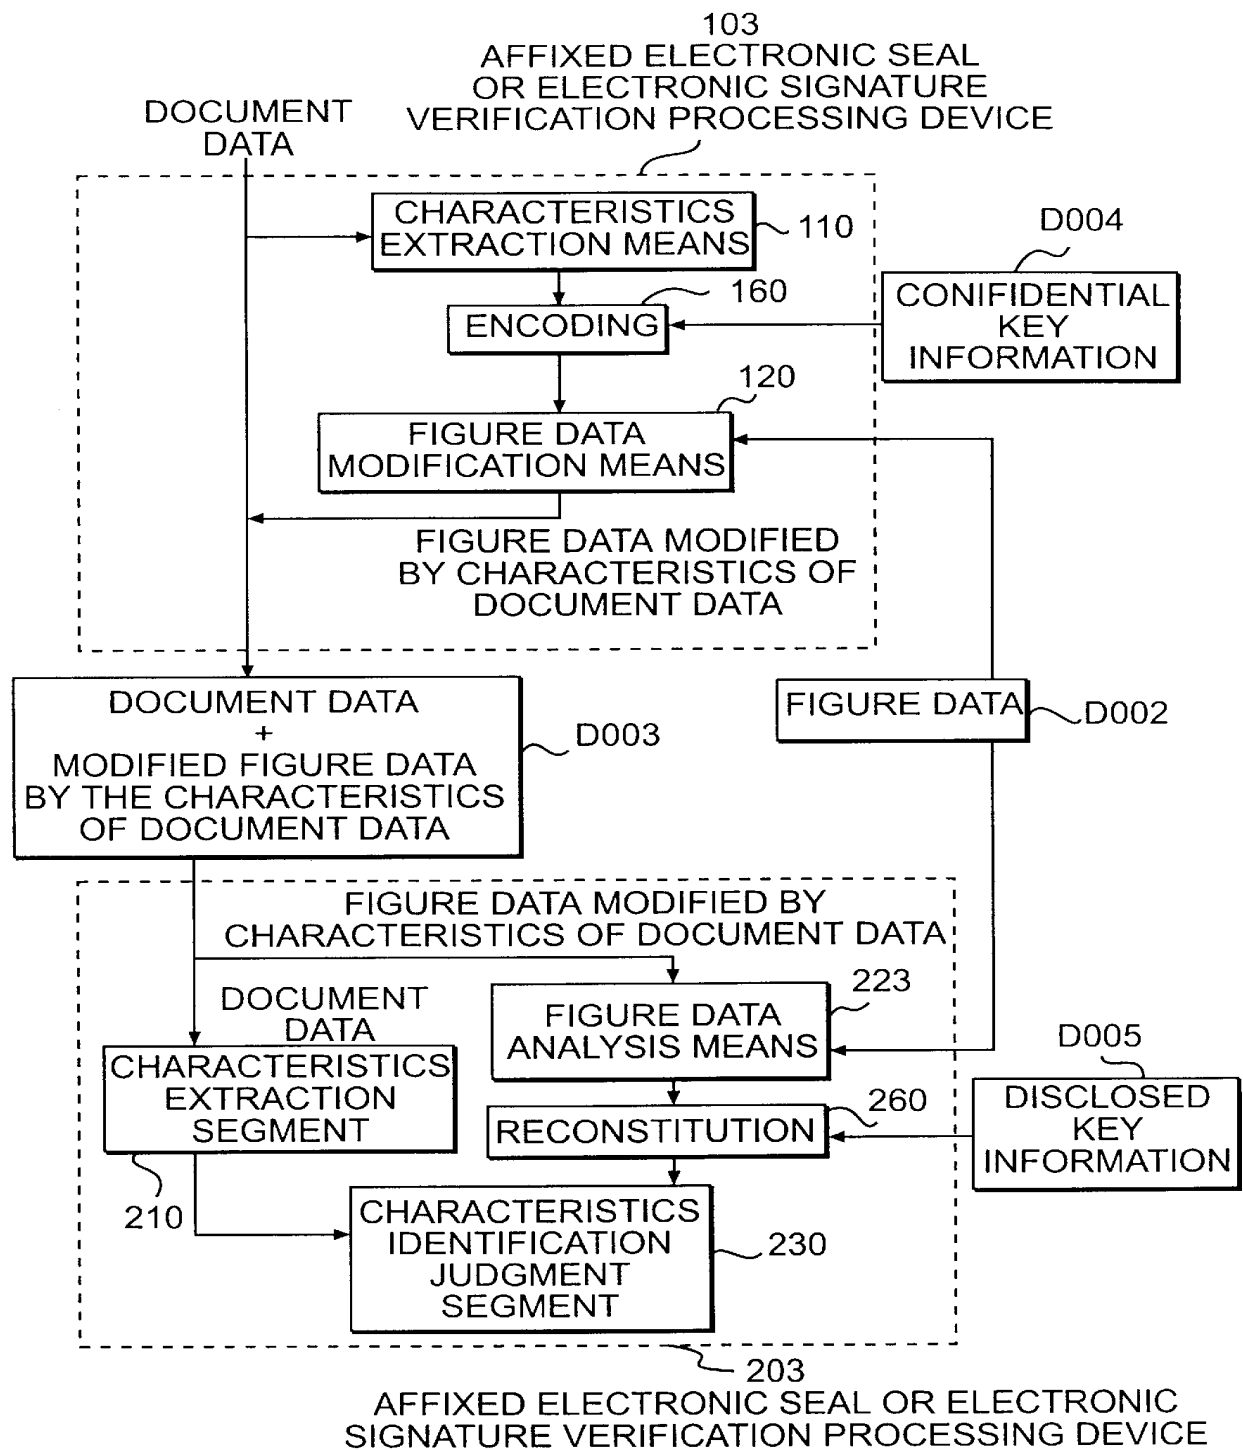 103
AFFIXED ELECTRONIC SEAL
OR ELECTRONIC SIGNATURE
VERIFICATION PROCESSING DEVICE
DOCUMENT
DATA
CHARACTERISTICS
EXTRACTION MEANS
110
D004
160
ENCODING
CONIFIDENTIAL
KEY
INFORMATION
120
FIGURE DATA
MODIFICATION MEANS
FIGURE DATA MODIFIED
BY CHARACTERISTICS OF
DOCUMENT DATA
DOCUMENT DATA
+
MODIFIED FIGURE DATA
BY THE CHARACTERISTICS
OF DOCUMENT DATA
D003
FIGURE DATA
D002
FIGURE DATA MODIFIED BY
CHARACTERISTICS OF DOCUMENT DATA
DOCUMENT
DATA
223
FIGURE DATA
ANALYSIS MEANS
CHARACTERISTICS
EXTRACTION
SEGMENT
210
D005
260
RECONSTITUTION
DISCLOSED
KEY
INFORMATION
CHARACTERISTICS
IDENTIFICATION
JUDGMENT
SEGMENT
230
203
AFFIXED ELECTRONIC SEAL OR ELECTRONIC
SIGNATURE VERIFICATION PROCESSING DEVICE